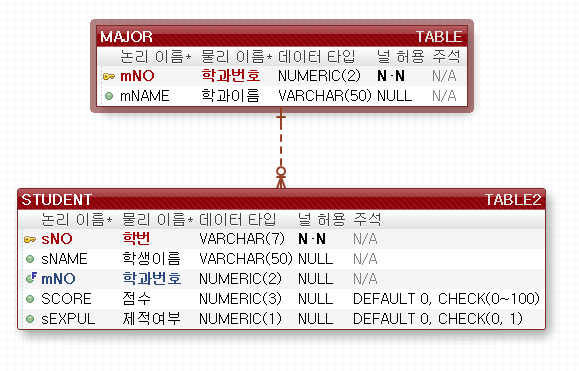 MAJOR TABLE
논리 이름* 물리 이름* 데이터 타입 널 허용 주석
mNO 학과번호 NUMERIC(2) N·N N/A
mNAME 학과이름 VARCHAR(50) NULL N/A
STUDENT TABLE2
논리 이름* 물리 이름* 데이터 타입 널 허용 주석
sNO 학번 VARCHAR(7) N·N N/A
sNAME 학생이름 VARCHAR(50) NULL N/A
F mNO 학과번호 NUMERIC(2) NULL N/A
SCORE 점수 NUMERIC(3) NULL DEFAULT 0, CHECK(0~100)
sEXPUL 제적여부 NUMERIC(1) NULL DEFAULT 0, CHECK(0, 1)